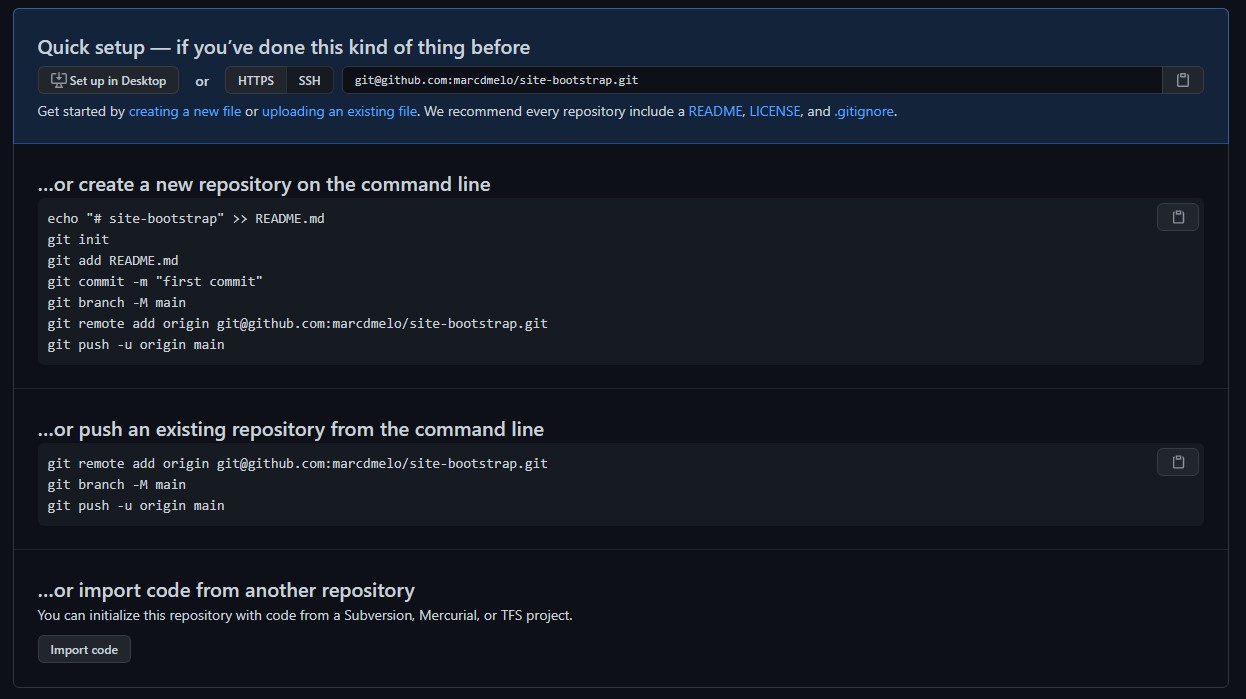 Quick setup — if you’ve done this kind of thing before
Set up in Desktop or HTTPS SSH git@github.com:marcdmelo/site-bootstrap.git
Get started by creating a new file or uploading an existing file. We recommend every repository include a README, LICENSE, and .gitignore.
…or create a new repository on the command line
echo "# site-bootstrap" >> README.md
git init
git add README.md
git commit -m "first commit"
git branch -M main
git remote add origin git@github.com:marcdmelo/site-bootstrap.git
git push -u origin main
…or push an existing repository from the command line
git remote add origin git@github.com:marcdmelo/site-bootstrap.git
git branch -M main
git push -u origin main
…or import code from another repository
You can initialize this repository with code from a Subversion, Mercurial, or TFS project.
Import code